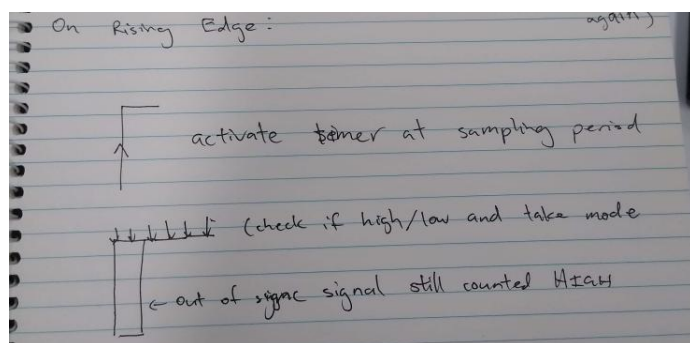 On Rising Edge:
again)
activate timer at sampling period
(check if high/low and take mode
out of sync signal still counted HIGH